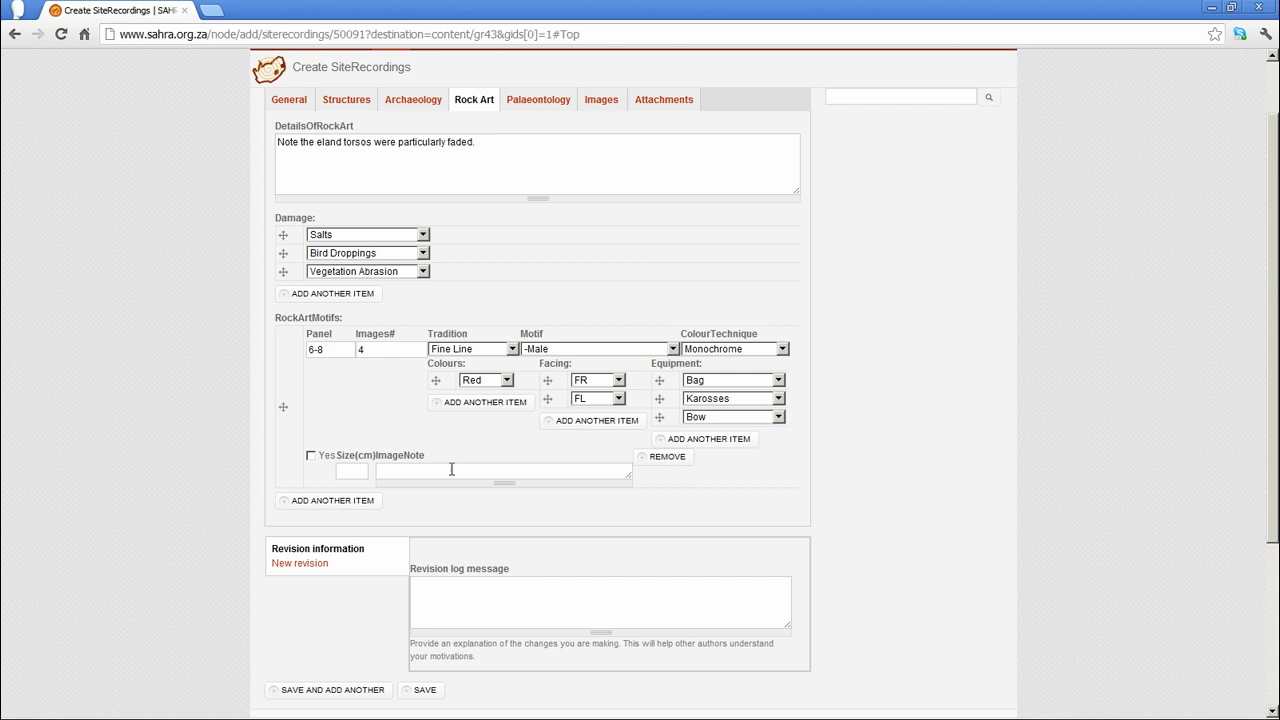 Create SiteRecordings | SAHR
www.sahra.org.za/node/add/siterecordings/50091?destination=content/gr43&gids[0]=1#Top
Create SiteRecordings
General Structures Archaeology Rock Art Palaeontology Images Attachments
DetailsOfRockArt
Note the eland torsos were particularly faded.
Damage:
Salts
Bird Droppings
Vegetation Abrasion
ADD ANOTHER ITEM
RockArtMotifs:
Panel Images# Tradition Motif ColourTechnique
6-8 4 Fine Line -Male Monochrome
Colours: Facing: Equipment:
Red FR Bag
FL Karosses
ADD ANOTHER ITEM
Bow
ADD ANOTHER ITEM
ADD ANOTHER ITEM
Yes Size(cm) ImageNote REMOVE
ADD ANOTHER ITEM
Revision information
New revision
Revision log message
Provide an explanation of the changes you are making. This will help other authors understand
your motivations.
SAVE AND ADD ANOTHER SAVE